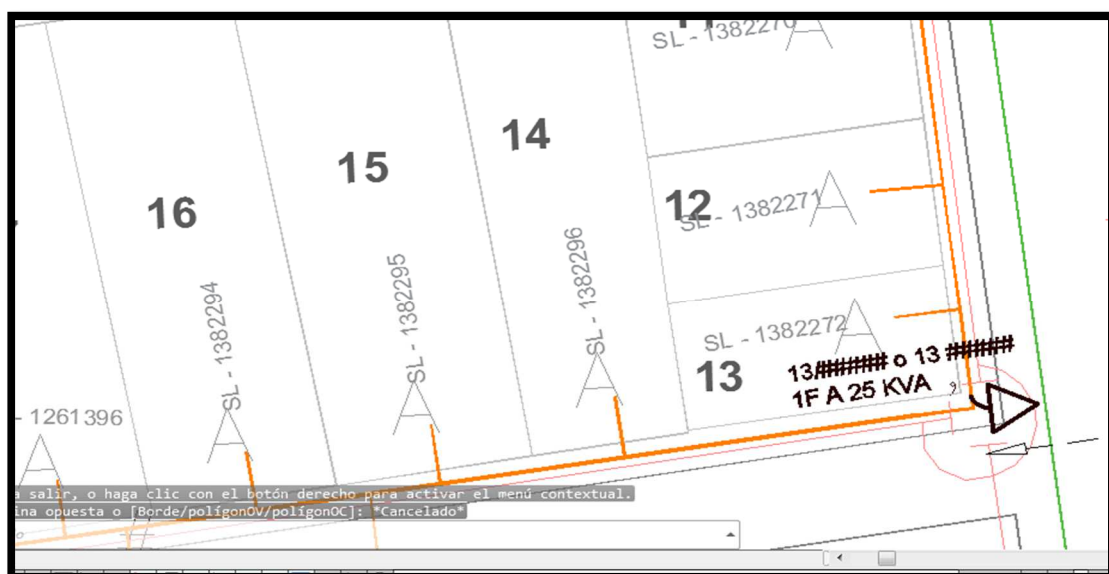 11
SL - 1382270
14
15
12
SL - 1382271
16
SL - 1382296
SL - 1382295
SL - 1382294
SL - 1382272
13
13/###### o 13 ######
1F A 25 KVA
- 1261396
a salir, o haga clic con el botón derecho para activar el menú contextual.
ina opuesta o [Borde/polígonOV/polígonOC]: *Cancelado*